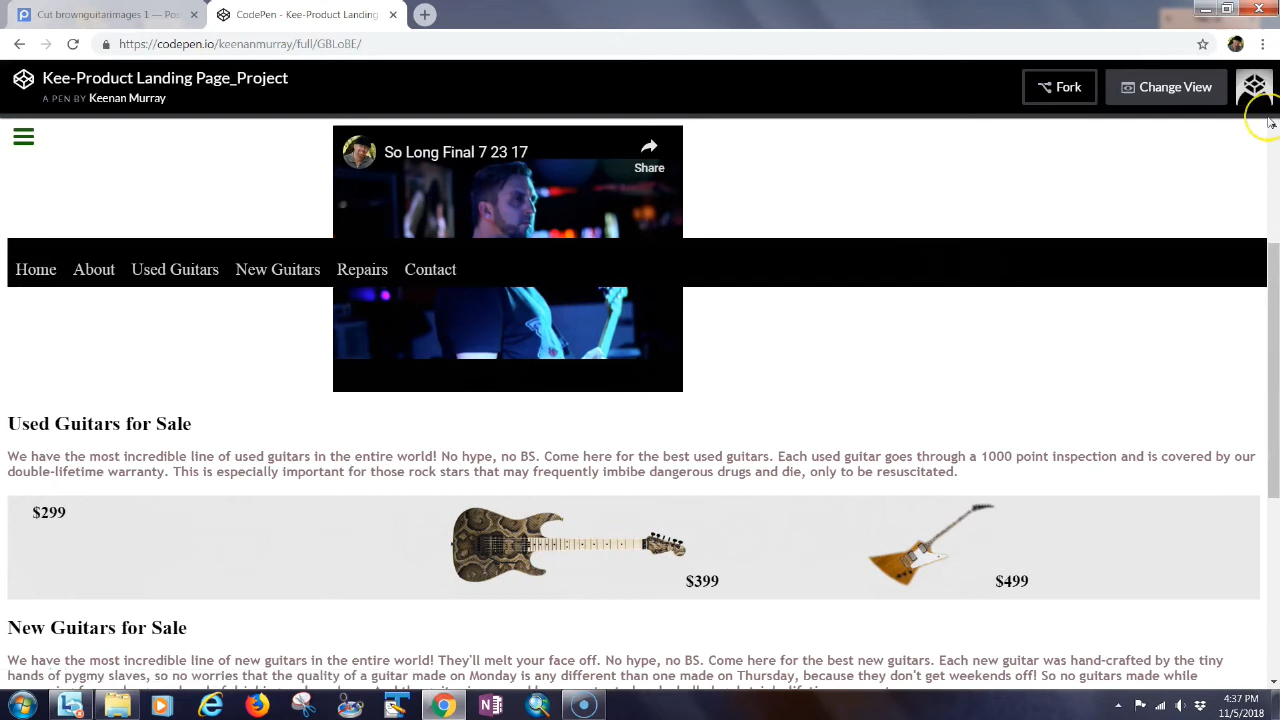 Cut brownguitarimages 1 — Pos
CodePen - Kee-Product Landing
https://codepen.io/keenanmurray/full/GBLoBE/
Kee-Product Landing Page_Project
A PEN BY Keenan Murray
Fork
Change View
So Long Final 7 23 17
Share
Home About Used Guitars New Guitars Repairs Contact
Used Guitars for Sale
We have the most incredible line of used guitars in the entire world! No hype, no BS. Come here for the best used guitars. Each used guitar goes through a 1000 point inspection and is covered by our
double-lifetime warranty. This is especially important for those rock stars that may frequently imbibe dangerous drugs and die, only to be resuscitated.
$299
$399
$499
New Guitars for Sale
We have the most incredible line of new guitars in the entire world! They'll melt your face off. No hype, no BS. Come here for the best new guitars. Each new guitar was hand-crafted by the tiny
hands of pygmy slaves, so no worries that the quality of a guitar made on Monday is any different than one made on Thursday, because they don't get weekends off! So no guitars made while
4:37 PM
11/5/2018